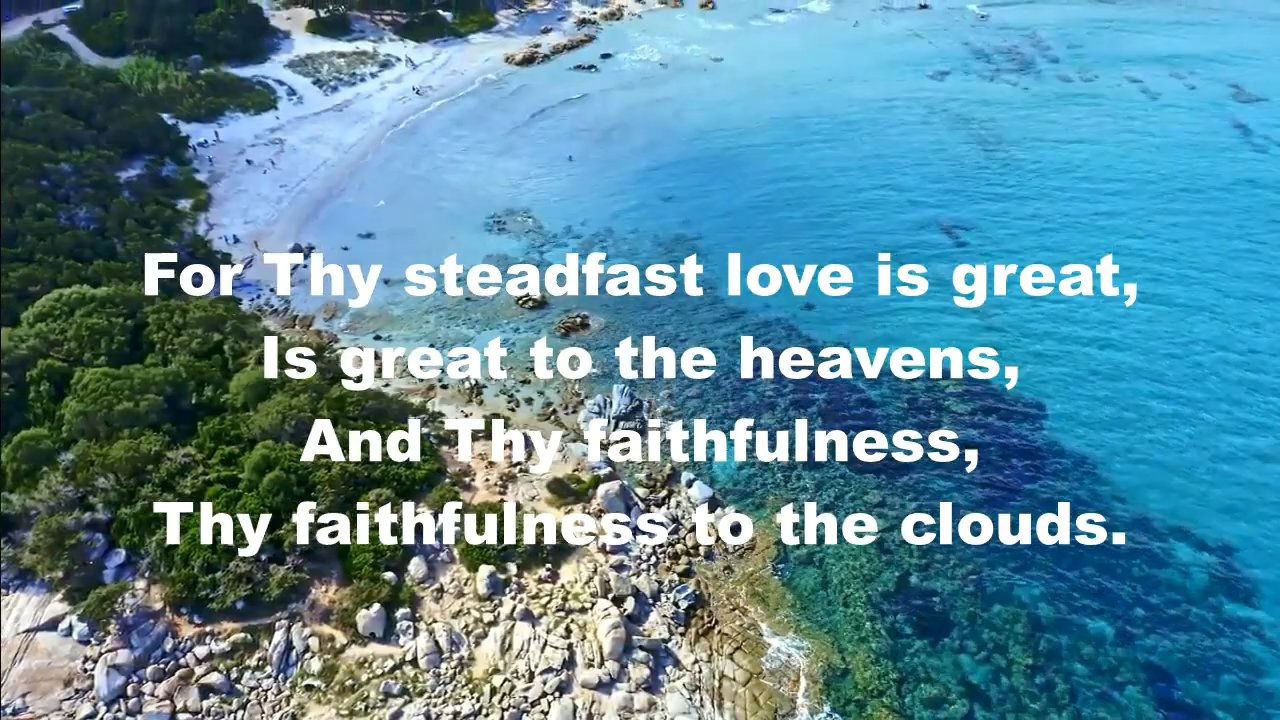 For Thy steadfast love is great,
Is great to the heavens,
And Thy faithfulness,
Thy faithfulness to the clouds.